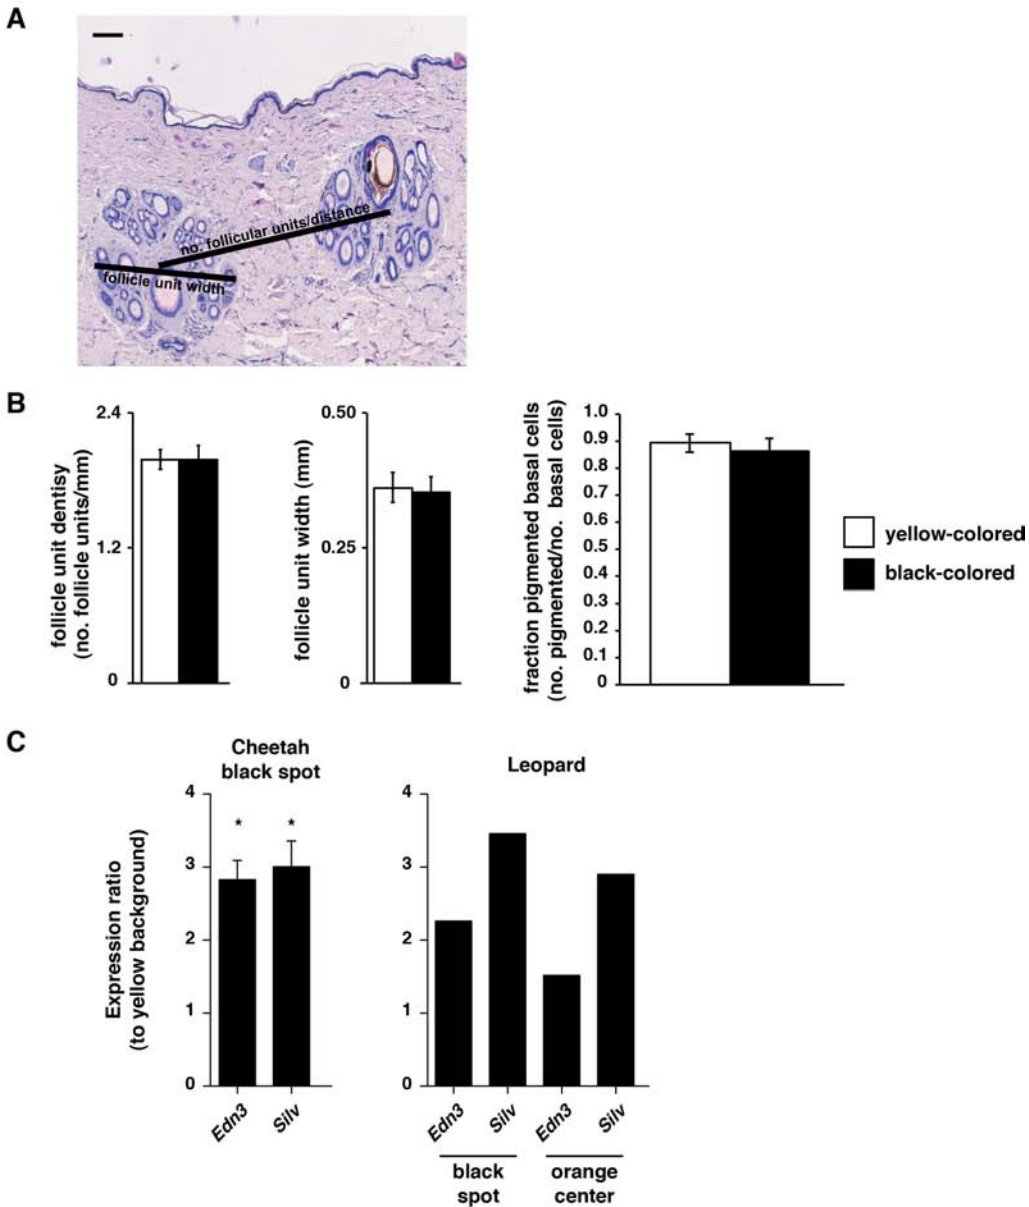 A
no. follicular units/distance
follicle unit width
B
follicle unit dentisy
(no. follicle units/mm)
2.4
1.2
0
follicle unit width (mm)
0.50
0.25
0
fraction pigmented basal cells
(no. pigmented/no. basal cells)
1.0
0.9
0.8
0.7
0.6
0.5
0.4
0.3
0.2
0.1
0
yellow-colored
black-colored
C
Cheetah
black spot
Expression ratio
(to yellow background)
4
3
2
1
0
* *
Edn3 Silv
Leopard
4
3
2
1
0
Edn3 Silv Edn3 Silv
black
spot
orange
center